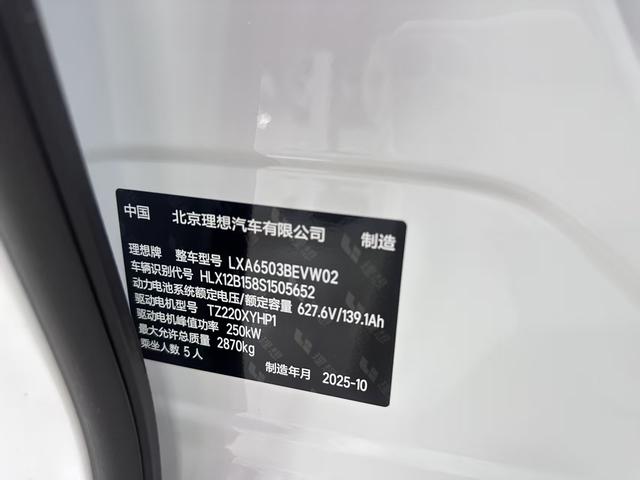 中国 北京理想汽车有限公司 制造
理想牌 整车型号 LXA6503BEVW02
车辆识别代号 HLX12B158S1505652
动力电池系统额定电压/额定容量 627.6V/139.1Ah
驱动电机型号 TZ220XYHP1
驱动电机峰值功率 250kW
最大允许总质量 2870kg
乘坐人数 5人
制造年月 2025-10